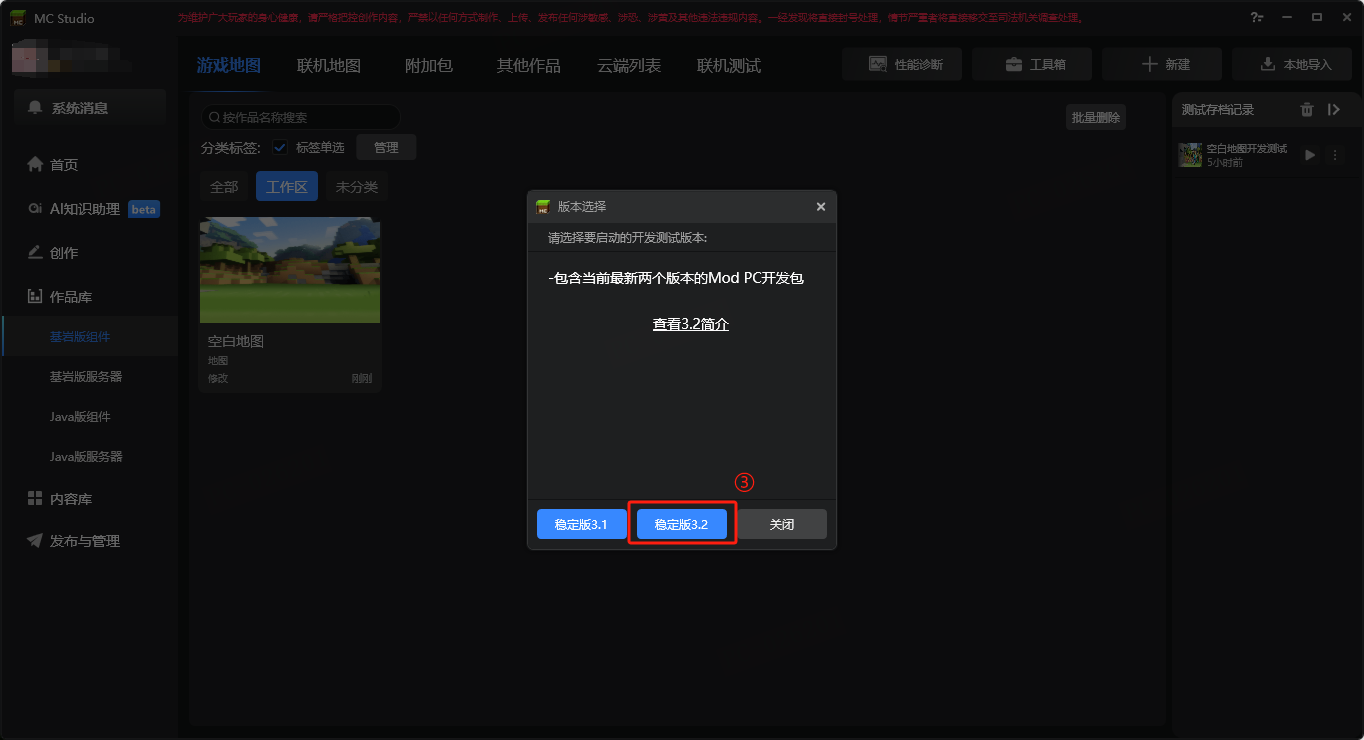 MC Studio
为维护广大玩家的身心健康，请严格把控创作内容，严禁以任何方式制作、上传、发布任何涉敏感、涉恐、涉黄及其他违法违规内容。一经发现将直接封号处理，情节严重者将直接移交至司法机关调查处理。
游戏地图 联机地图 附加包 其他作品 云端列表 联机测试 性能诊断 工具箱 新建 本地导入
系统消息
首页
AI知识助理 beta
创作
作品库
基岩版组件
基岩版服务器
Java版组件
Java版服务器
内容库
发布与管理
按作品名称搜索
批量删除
分类标签: 标签单选 管理
全部 工作区 未分类
空白地图
地图
修改 刚刚
测试存档记录
空白地图开发测试
5小时前
版本选择
请选择要启动的开发测试版本:
-包含当前最新两个版本的Mod PC开发包
查看3.2简介
③
稳定版3.1 稳定版3.2 关闭